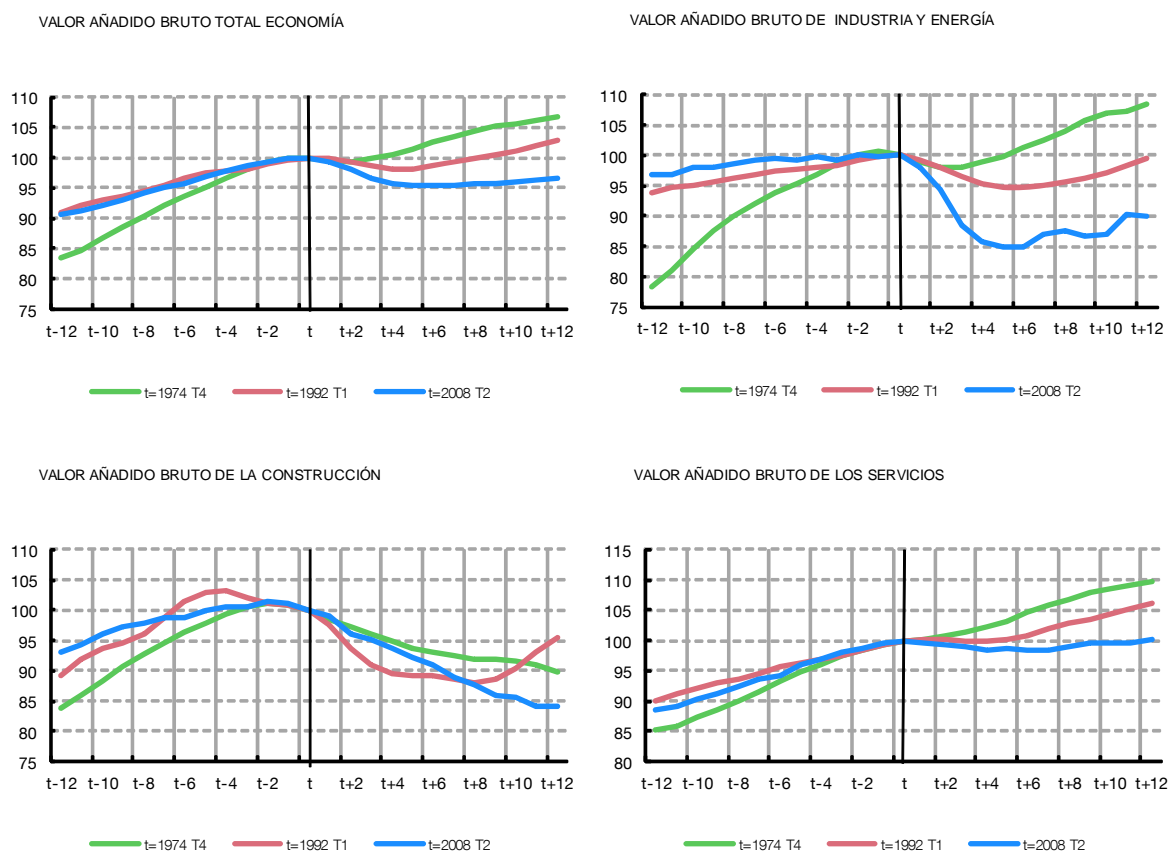 VALOR AÑADIDO BRUTO TOTAL ECONOMÍA
110
105
100
95
90
85
80
75
t-12 t-10 t-8 t-6 t-4 t-2 t t+2 t+4 t+6 t+8 t+10 t+12
t=1974 T4 t=1992 T1 t=2008 T2
VALOR AÑADIDO BRUTO DE INDUSTRIA Y ENERGÍA
110
105
100
95
90
85
80
75
t-12 t-10 t-8 t-6 t-4 t-2 t t+2 t+4 t+6 t+8 t+10 t+12
t=1974 T4 t=1992 T1 t=2008 T2
VALOR AÑADIDO BRUTO DE LA CONSTRUCCIÓN
110
105
100
95
90
85
80
75
t-12 t-10 t-8 t-6 t-4 t-2 t t+2 t+4 t+6 t+8 t+10 t+12
t=1974 T4 t=1992 T1 t=2008 T2
VALOR AÑADIDO BRUTO DE LOS SERVICIOS
115
110
105
100
95
90
85
80
t-12 t-10 t-8 t-6 t-4 t-2 t t+2 t+4 t+6 t+8 t+10 t+12
t=1974 T4 t=1992 T1 t=2008 T2